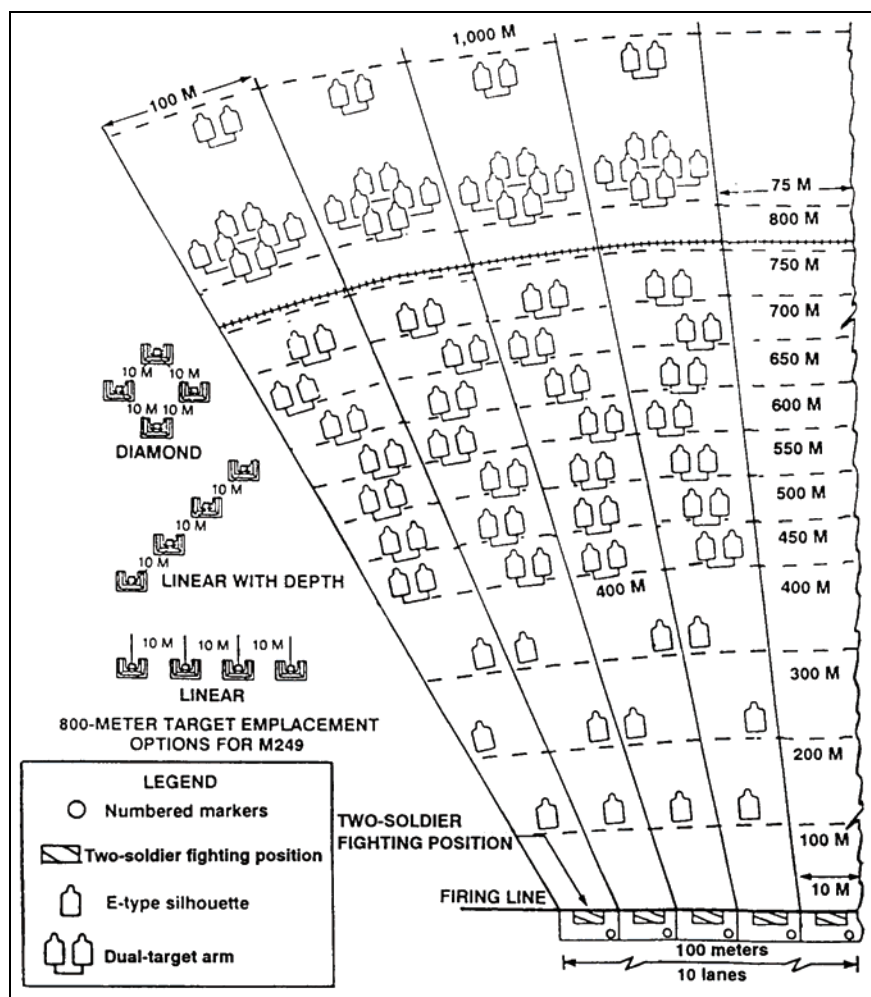 1,000 M
100 M
75 M
800 M
750 M
700 M
650 M
600 M
550 M
500 M
450 M
400 M
400 M
300 M
200 M
100 M
10 M
10 M 10 M
10 M 10 M
DIAMOND
10 M
10 M
10 M
LINEAR WITH DEPTH
10 M 10 M 10 M
LINEAR
800-METER TARGET EMPLACEMENT
OPTIONS FOR M249
LEGEND
Numbered markers
Two-soldier fighting position
E-type silhouette
Dual-target arm
TWO-SOLDIER
FIGHTING POSITION
FIRING LINE
100 meters
10 lanes